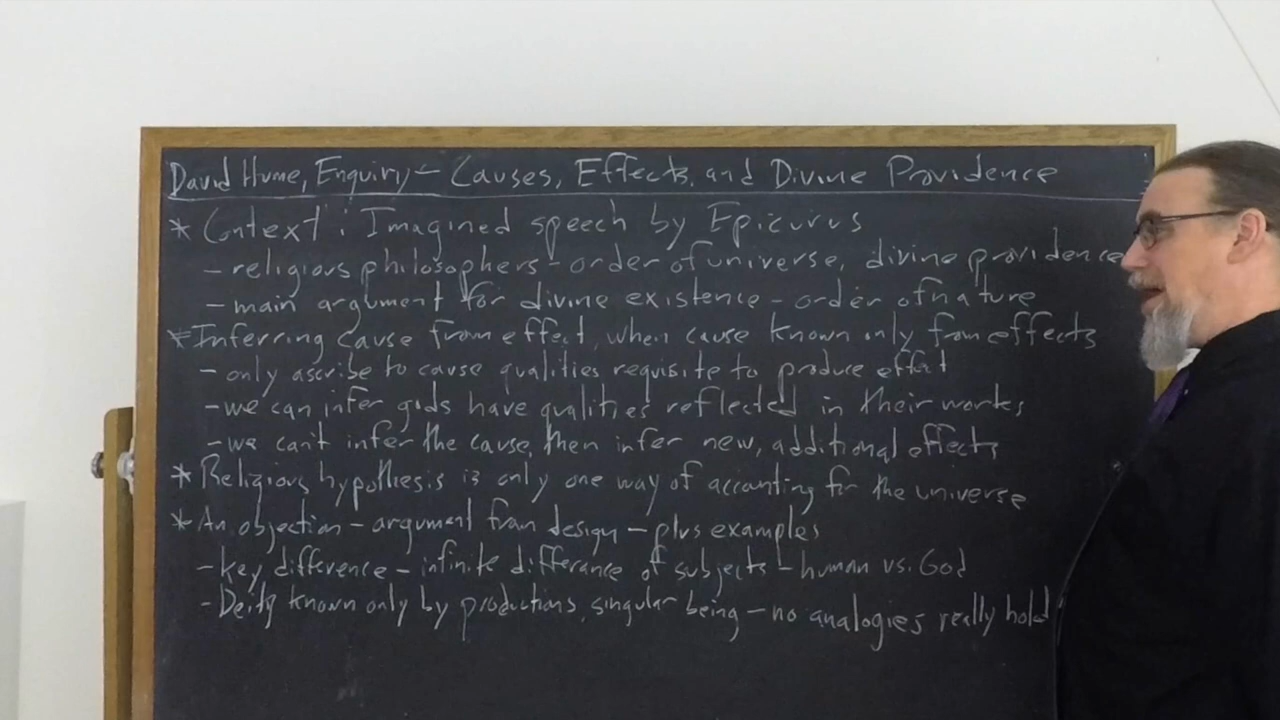 David Hume, Enquiry – Causes, Effects, and Divine Providence
* Context: Imagined speech by Epicurus
- religious philosophers - order of universe, divine providence
- main argument for divine existence - order of nature
* Inferring cause from effect, when cause known only from effects
- only ascribe to cause qualities requisite to produce effect
- we can infer gods have qualities reflected in their works
- we can't infer the cause, then infer new, additional effects
* Religious hypothesis is only one way of accounting for the universe
* An objection - argument from design - plus examples
- key difference - infinite difference of subjects - human vs. God
- Deity known only by productions, singular being - no analogies really hold